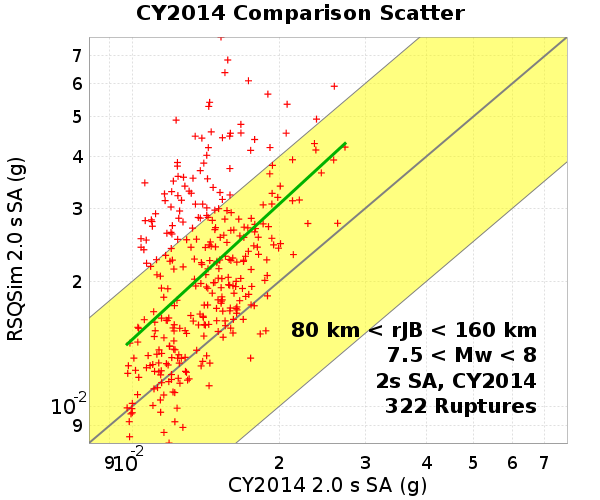 CY2014 Comparison Scatter
RSQSim 2.0 s SA (g)
7
6
5
4
3
2
10-2
9
80 km < rJB < 160 km
7.5 < Mw < 8
2s SA, CY2014
322 Ruptures
9 10-2 2 3 4 5 6 7
CY2014 2.0 s SA (g)